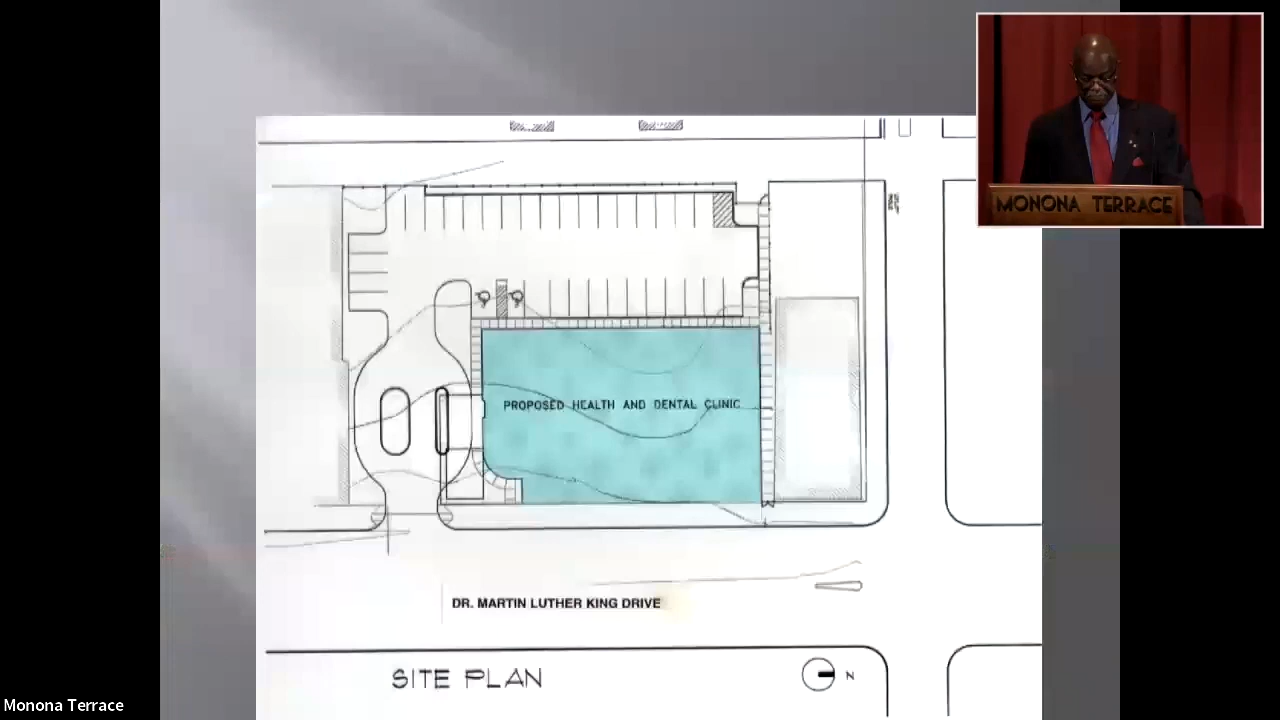 MONONA TERRACE
PROPOSED HEALTH AND DENTAL CLINIC
DR. MARTIN LUTHER KING DRIVE
SITE PLAN
N
Monona Terrace